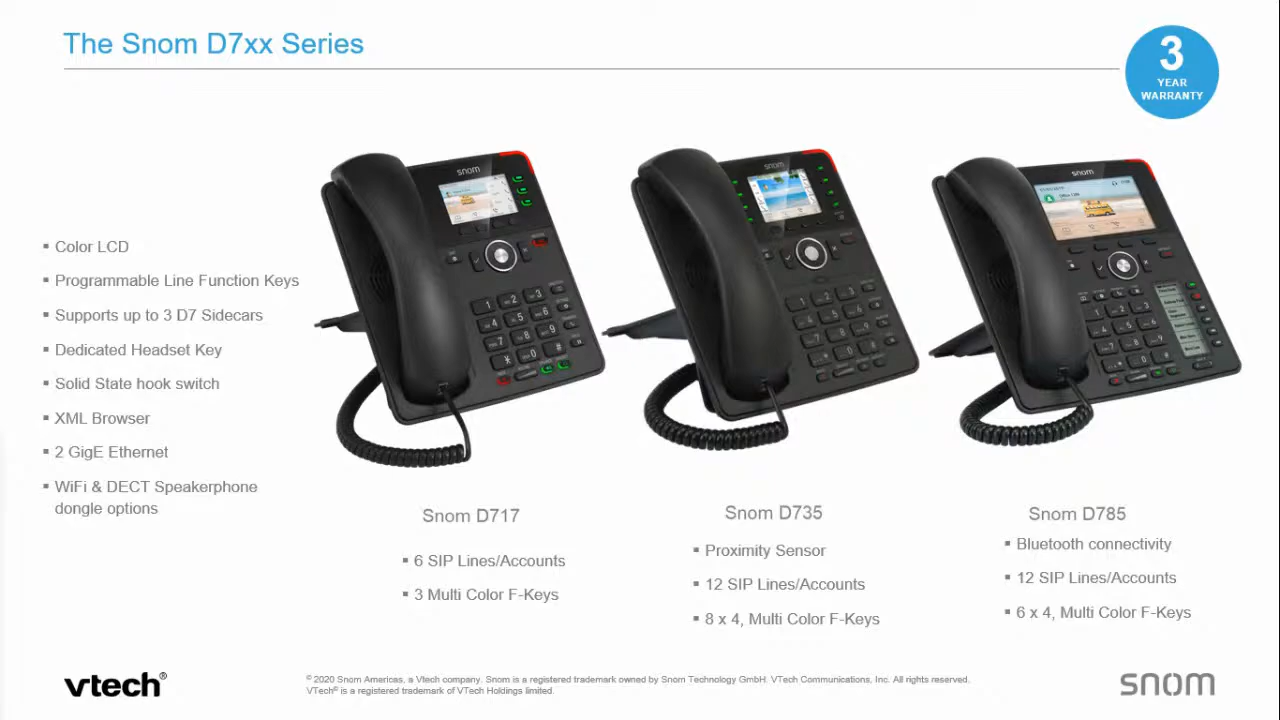 The Snom D7xx Series
3
YEAR
WARRANTY
▪ Color LCD
▪ Programmable Line Function Keys
▪ Supports up to 3 D7 Sidecars
▪ Dedicated Headset Key
▪ Solid State hook switch
▪ XML Browser
▪ 2 GigE Ethernet
▪ WiFi & DECT Speakerphone
dongle options
snom
snom
snom
Snom D717
▪ 6 SIP Lines/Accounts
▪ 3 Multi Color F-Keys
Snom D735
▪ Proximity Sensor
▪ 12 SIP Lines/Accounts
▪ 8 x 4, Multi Color F-Keys
Snom D785
▪ Bluetooth connectivity
▪ 12 SIP Lines/Accounts
▪ 6 x 4, Multi Color F-Keys
vtech®
© 2020 Snom Americas, a Vtech company. Snom is a registered trademark owned by Snom Technology GmbH. VTech Communications, Inc. All rights reserved.
VTech® is a registered trademark of VTech Holdings limited.
snom